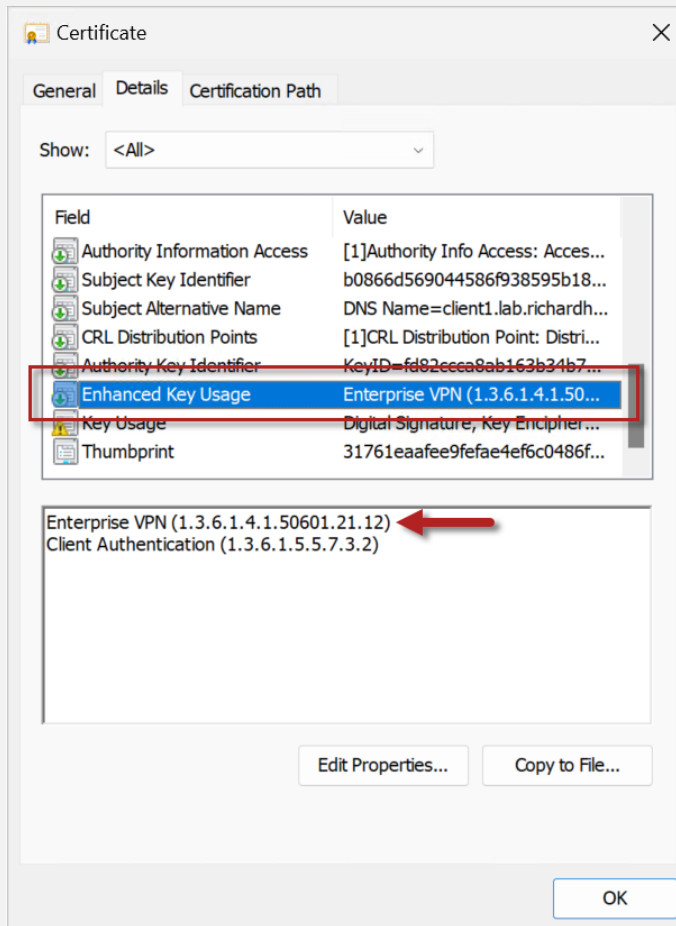 Certificate
General Details Certification Path
Show: <All>
Field Value
Authority Information Access [1]Authority Info Access: Acces...
Subject Key Identifier b0866d569044586f938595b18...
Subject Alternative Name DNS Name=client1.lab.richardh...
CRL Distribution Points [1]CRL Distribution Point: Distri...
Authority Key Identifier KeyID=fd82ccca8ab163b34b7...
Enhanced Key Usage Enterprise VPN (1.3.6.1.4.1.50...
Key Usage Digital Signature, Key Encipher...
Thumbprint 31761eaafee9fefae4ef6c0486f...
Enterprise VPN (1.3.6.1.4.1.50601.21.12)
Client Authentication (1.3.6.1.5.5.7.3.2)
Edit Properties... Copy to File...
OK